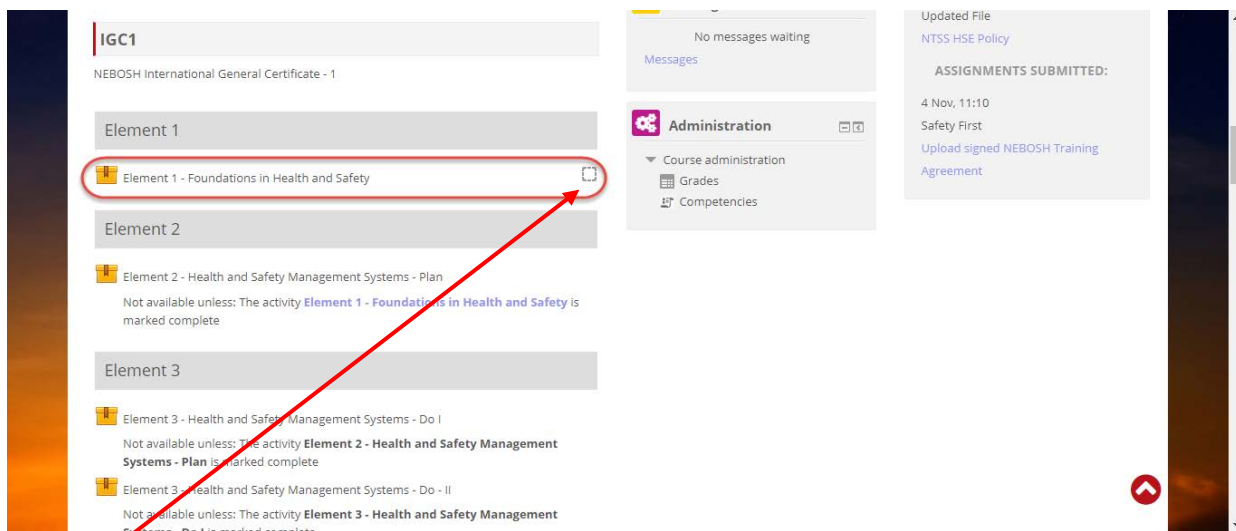 IGC1
NEBOSH International General Certificate - 1
Element 1
Element 1 - Foundations in Health and Safety
Element 2
Element 2 - Health and Safety Management Systems - Plan
Not available unless: The activity Element 1 - Foundations in Health and Safety is
marked complete
Element 3
Element 3 - Health and Safety Management Systems - Do I
Not available unless: The activity Element 2 - Health and Safety Management
Systems - Plan is marked complete
Element 3 - Health and Safety Management Systems - Do - II
Not available unless: The activity Element 3 - Health and Safety Management
No messages waiting
Messages
Administration
Course administration
Grades
Competencies
Updated File
NTSS HSE Policy
ASSIGNMENTS SUBMITTED:
4 Nov, 11:10
Safety First
Upload signed NEBOSH Training
Agreement